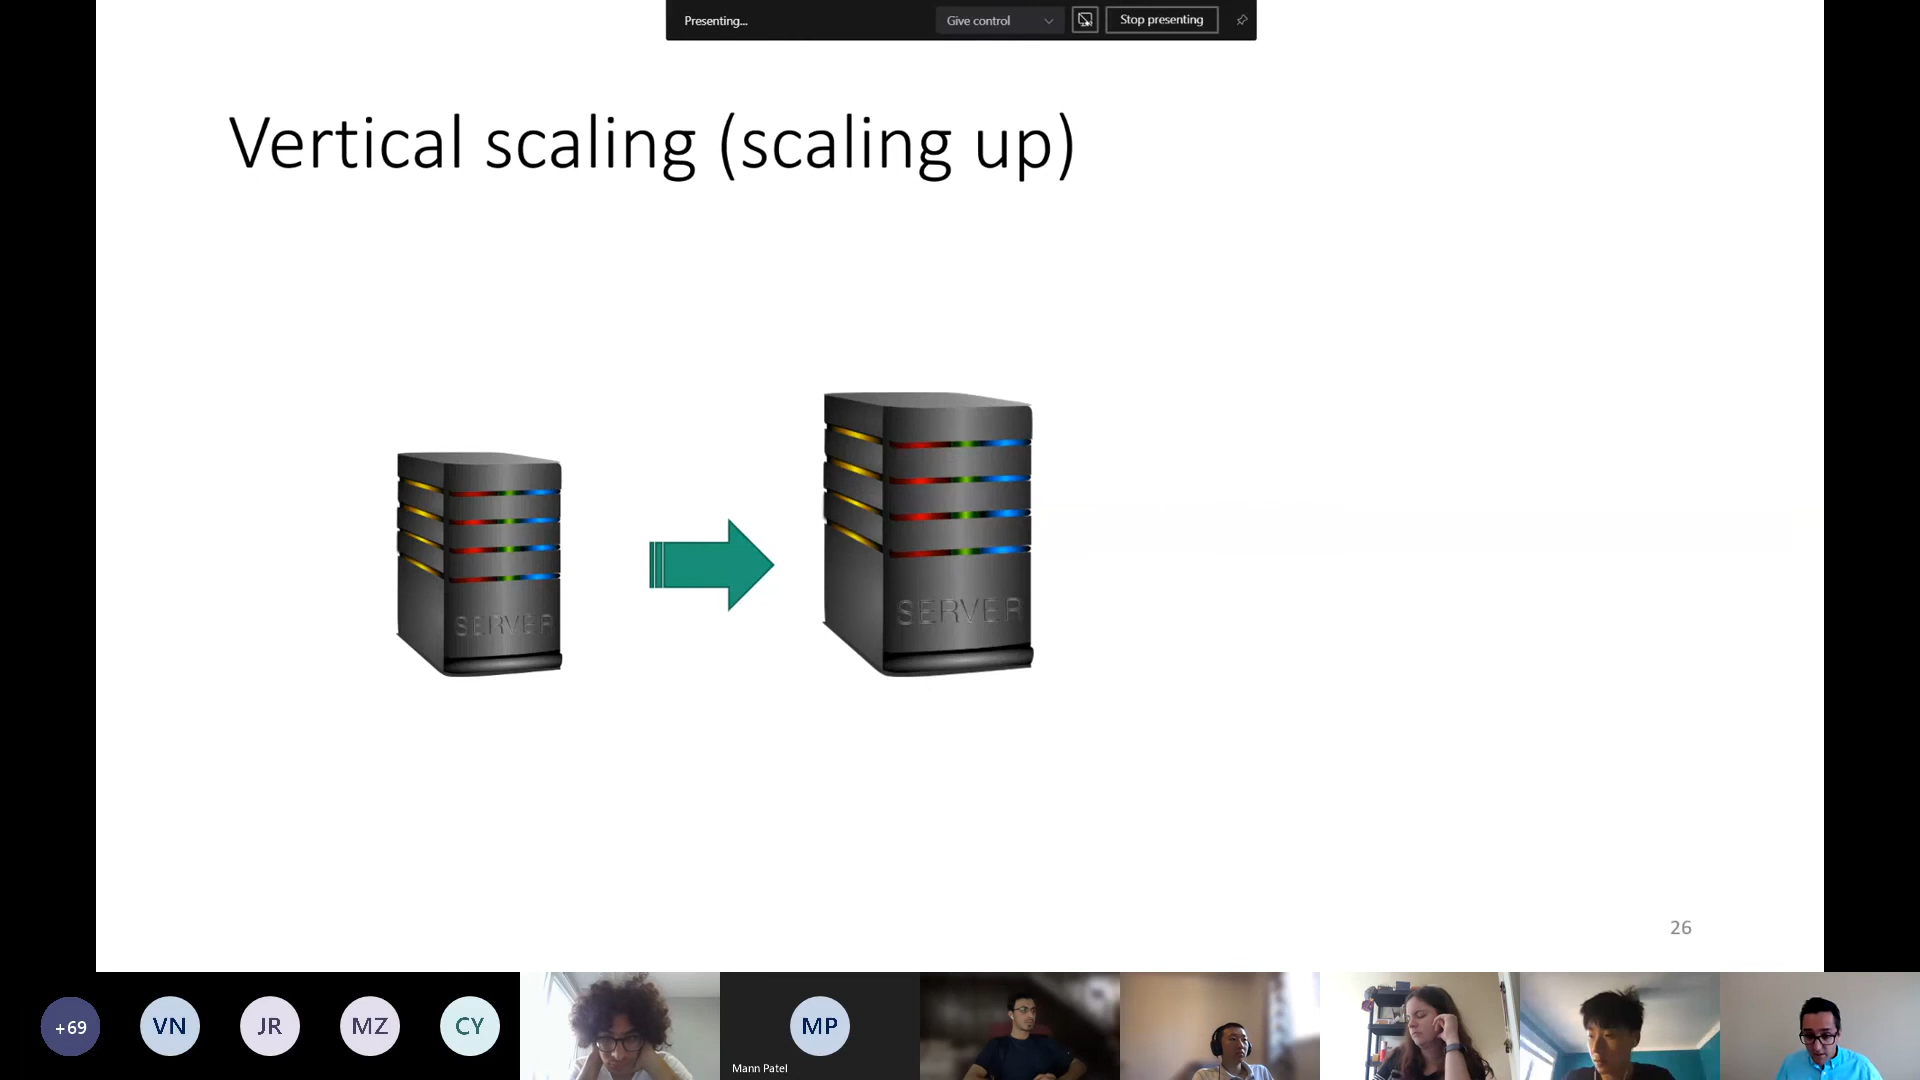 Presenting...
Give control
Stop presenting
Vertical scaling (scaling up)
SERVER
SERVER
26
+69
VN
JR
MZ
CY
MP
Mann Patel